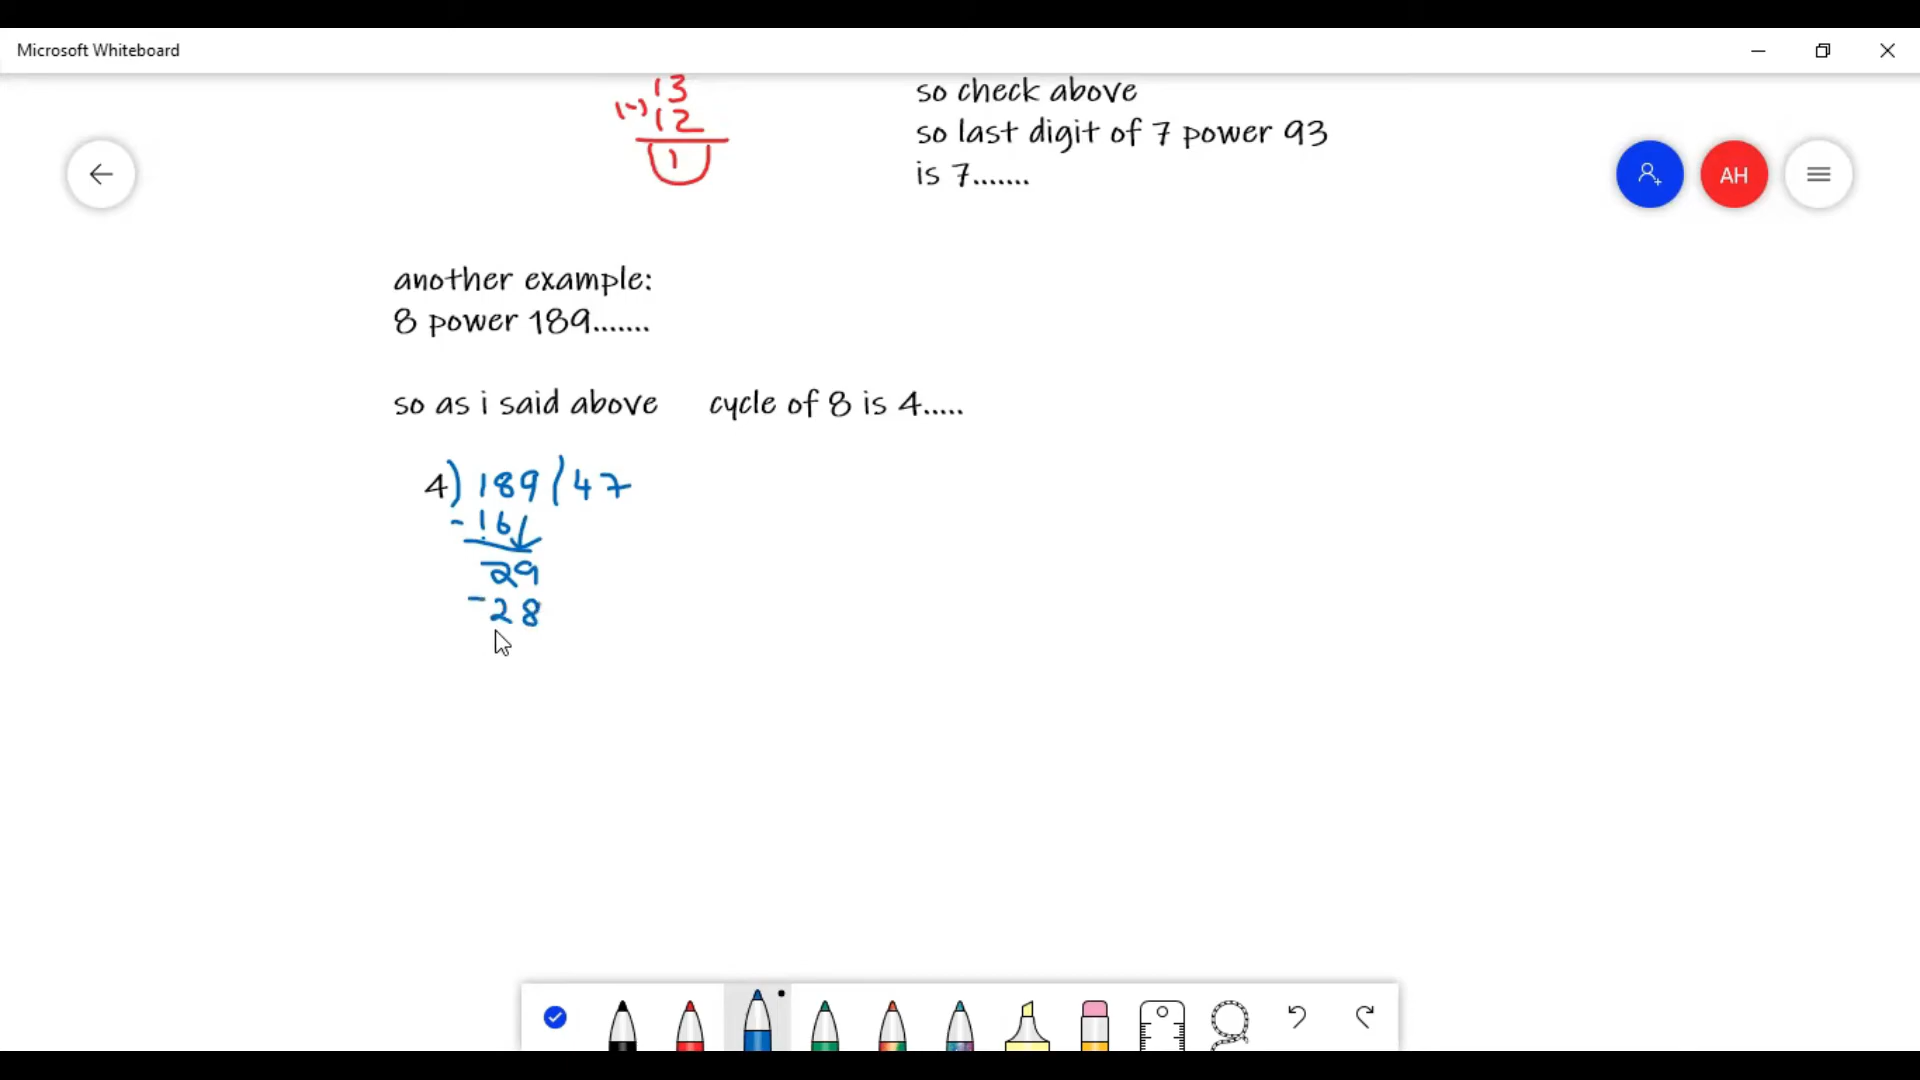 Microsoft Whiteboard
13
(-) 12
1
so check above
so last digit of 7 power 93
is 7.......
AH
another example:
8 power 189.......
so as i said above cycle of 8 is 4.....
4) 189 (47
- 16
29
- 28